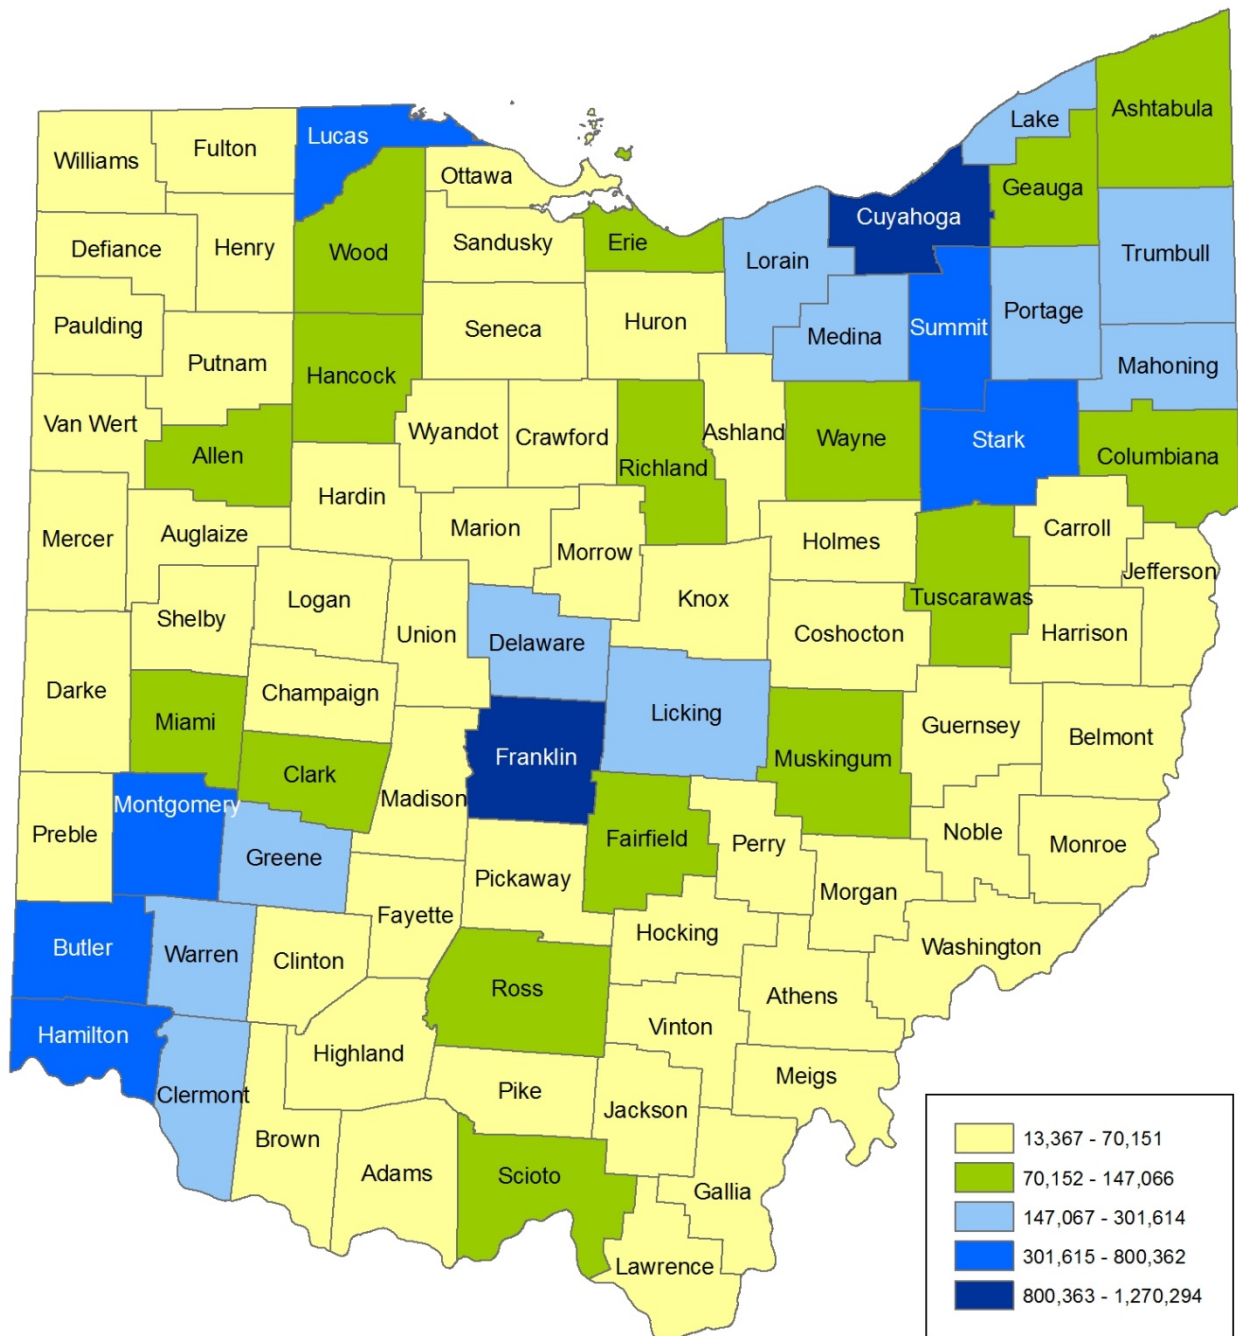 Ashtabula
Lake
Lucas
Fulton
Williams
Ottawa
Geauga
Cuyahoga
Sandusky
Erie
Henry
Defiance
Wood
Trumbull
Lorain
Portage
Huron
Paulding
Seneca
Summit
Medina
Putnam
Mahoning
Hancock
Van Wert
Wyandot
Crawford
Ashland
Wayne
Stark
Allen
Columbiana
Richland
Hardin
Marion
Carroll
Auglaize
Mercer
Holmes
Morrow
Jefferson
Logan
Knox
Tuscarawas
Shelby
Union
Coshocton
Harrison
Delaware
Darke
Champaign
Licking
Miami
Guernsey
Belmont
Franklin
Muskingum
Clark
Madison
Montgomery
Noble
Preble
Fairfield
Perry
Monroe
Greene
Pickaway
Morgan
Fayette
Hocking
Butler
Warren
Clinton
Washington
Ross
Athens
Vinton
Hamilton
Highland
Meigs
Clermont
Pike
Jackson
Brown
Adams
Scioto
Gallia
Lawrence
13,367 - 70,151
70,152 - 147,066
147,067 - 301,614
301,615 - 800,362
800,363 - 1,270,294